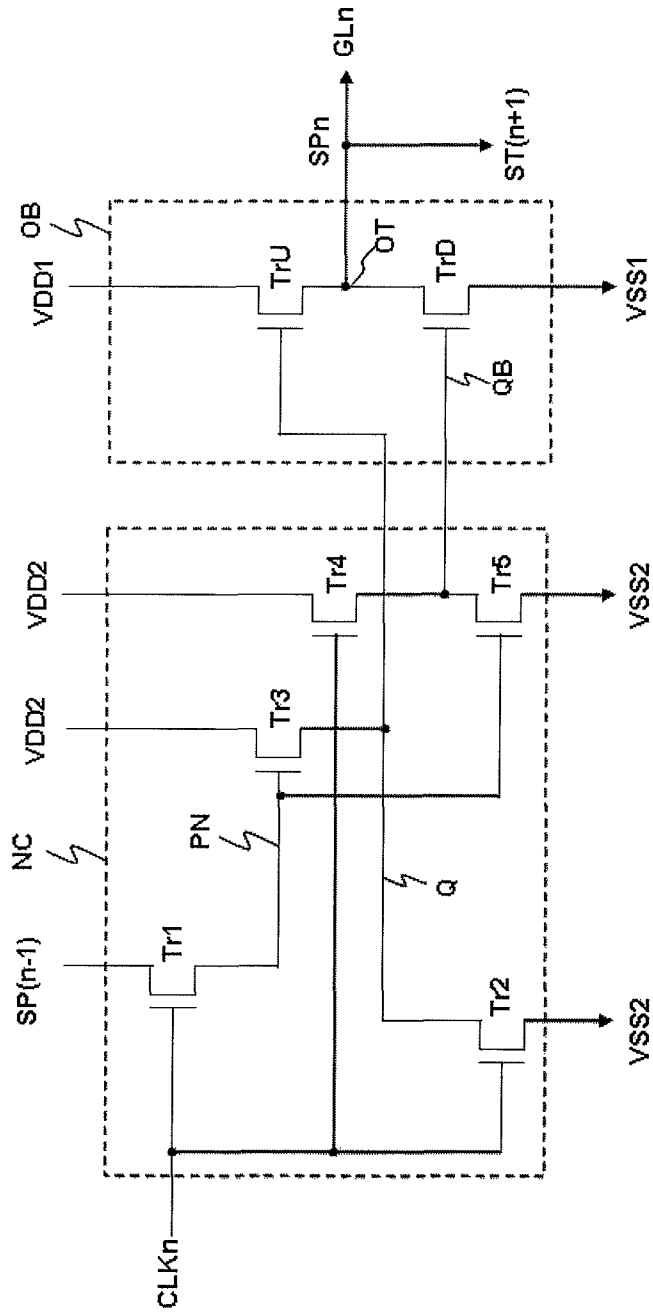 SP(n-1)
NC
VDD2
VDD2
VDD1
OB
Tr1
PN
Tr3
Tr4
TrU
SPn
GLn
OT
ST(n+1)
CLKn
Q
QB
Tr2
Tr5
TrD
VSS2
VSS2
VSS1